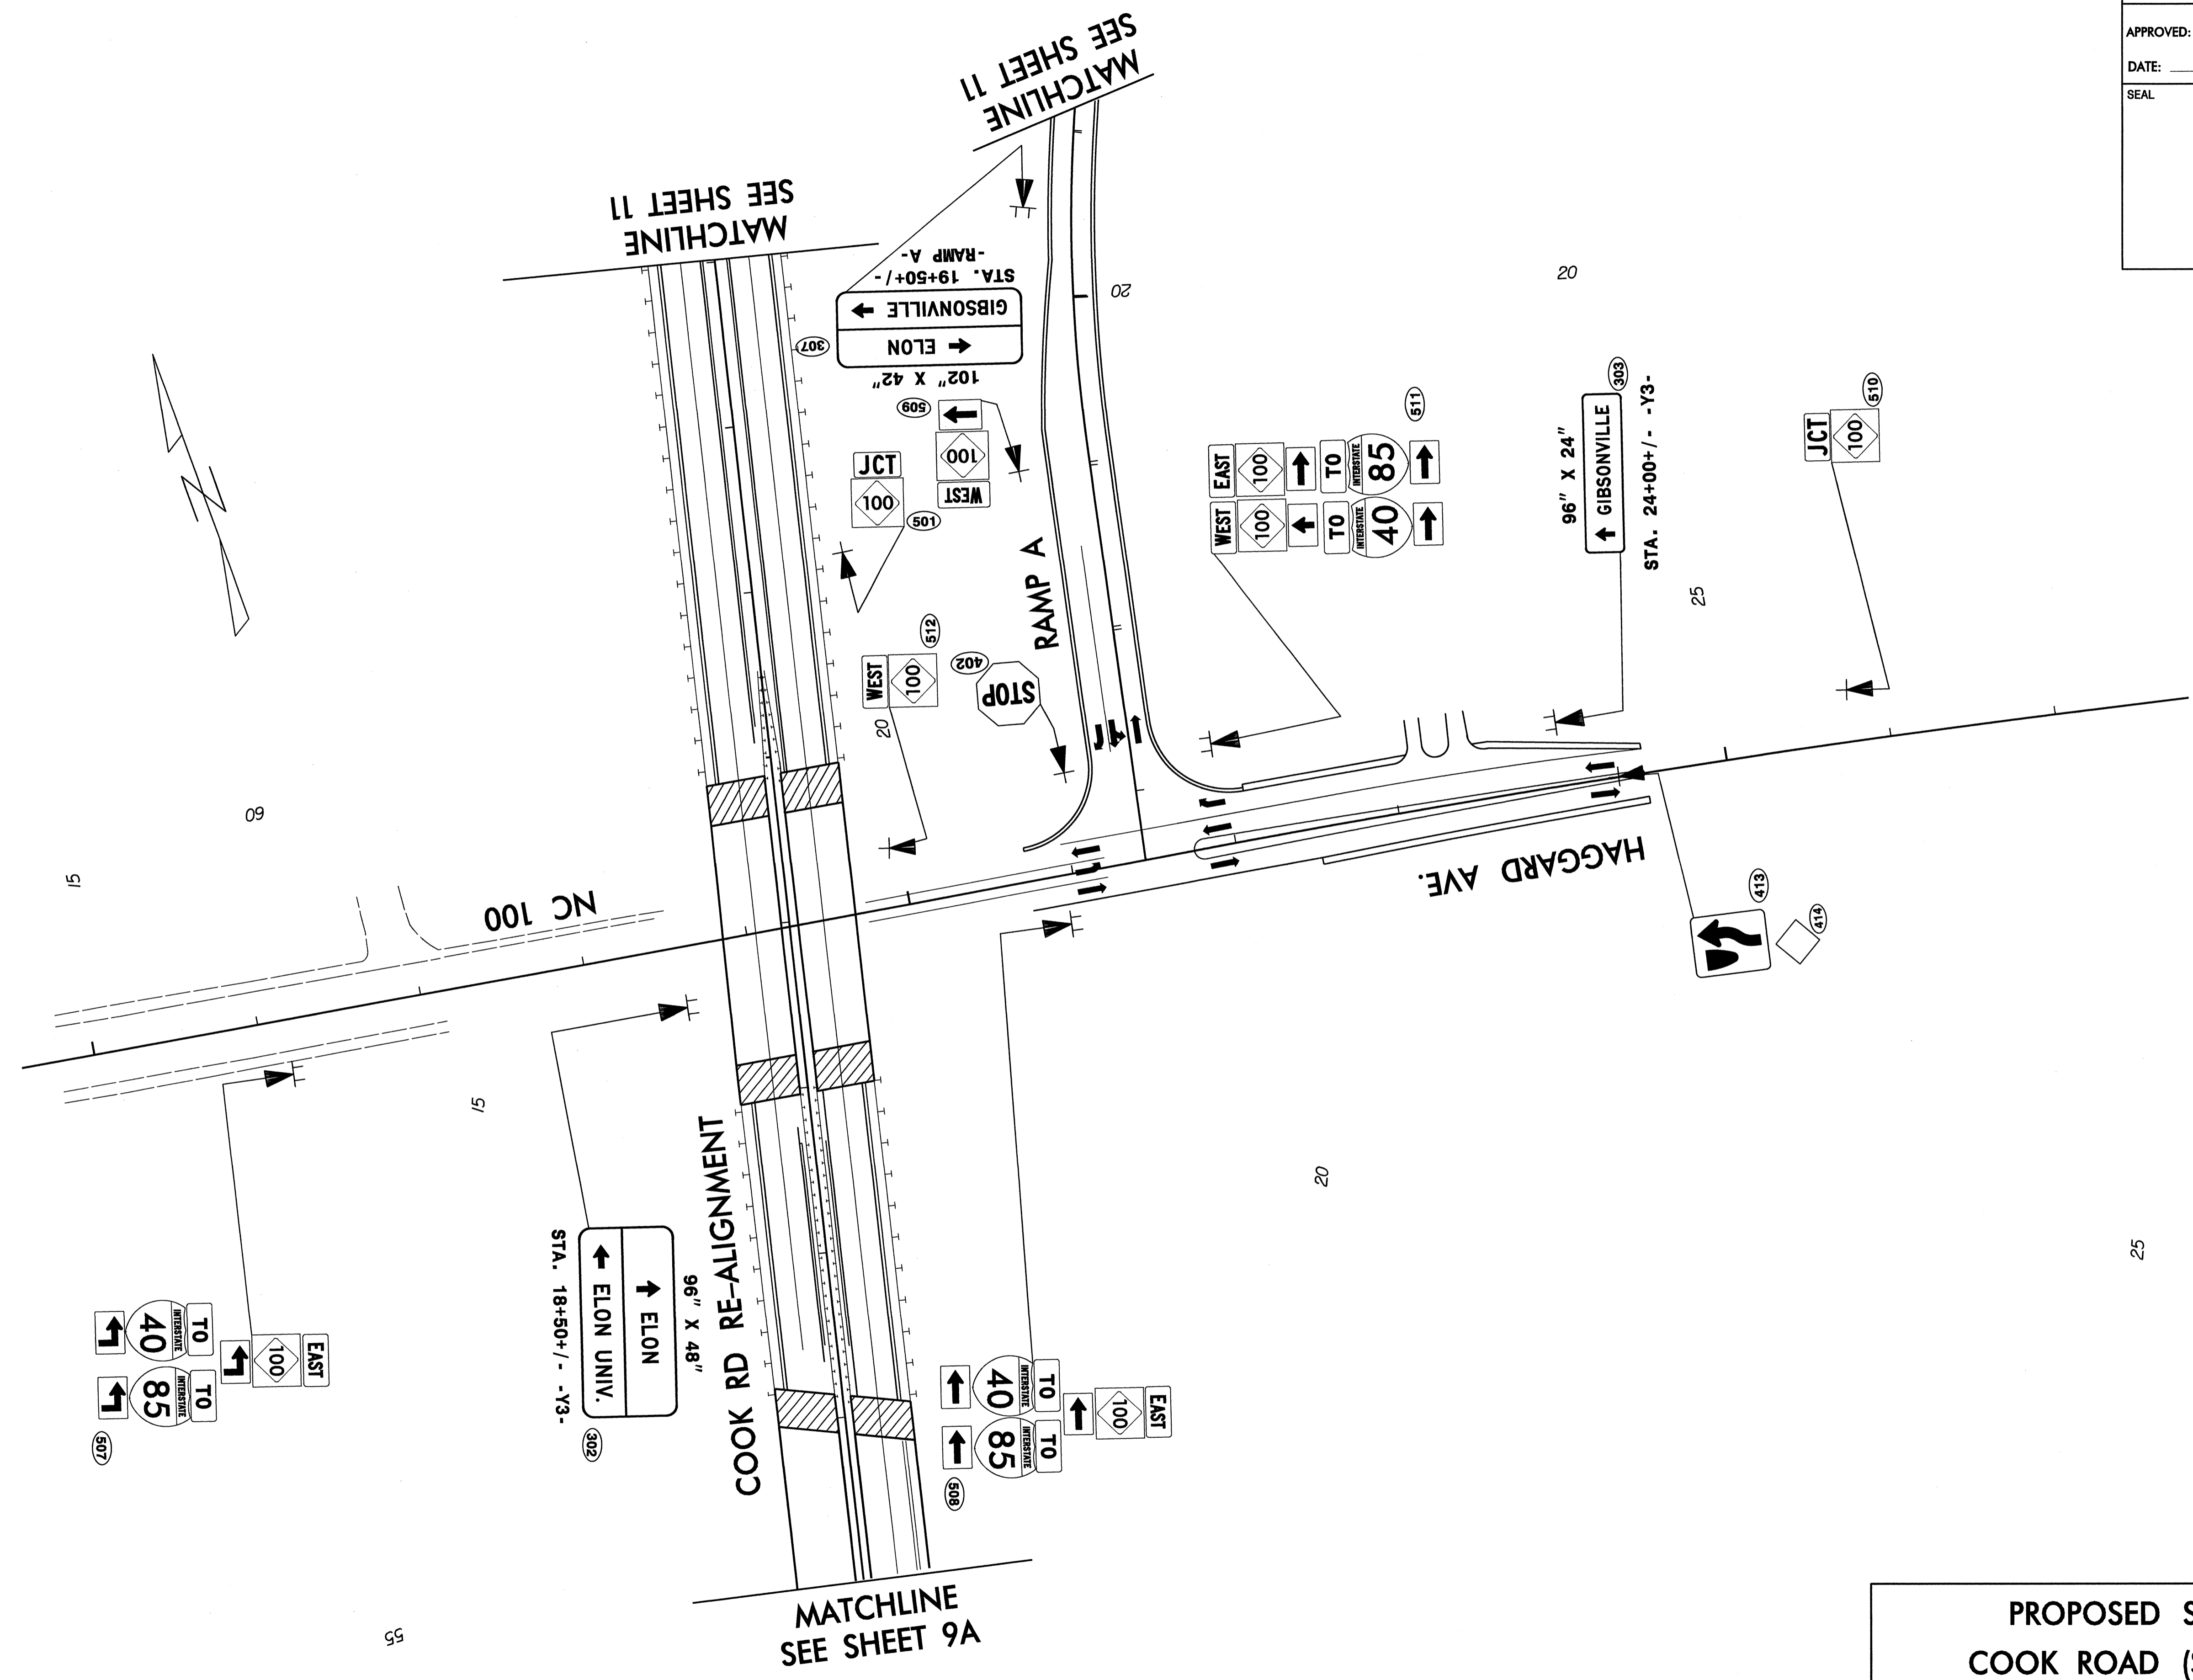 APPROVED:
DATE:
SEAL
MATCHLINE
SEE SHEET 11
MATCHLINE
SEE SHEET 11
STA. 19+50+/-
-RAMP A-
← ELON
GIBSONVILLE →
102" X 42"
307
20
20
509
WEST
100
JCT
100
501
RAMP A
WEST
100
512
20
STOP
402
511
EAST
100
TO
INTERSTATE
85
WEST
100
TO
INTERSTATE
40
96" X 24"
↑ GIBSONVILLE
303
STA. 24+00+/- -Y3-
25
JCT
100
510
60
15
NC 100
HAGGARD AVE.
413
414
15
20
25
COOK RD RE-ALIGNMENT
96" X 48"
↑ ELON
← ELON UNIV.
STA. 18+50+/- -Y3-
302
EAST
100
TO
INTERSTATE
40
TO
INTERSTATE
85
507
EAST
100
TO
INTERSTATE
40
TO
INTERSTATE
85
508
55
MATCHLINE
SEE SHEET 9A
PROPOSED S
COOK ROAD (S